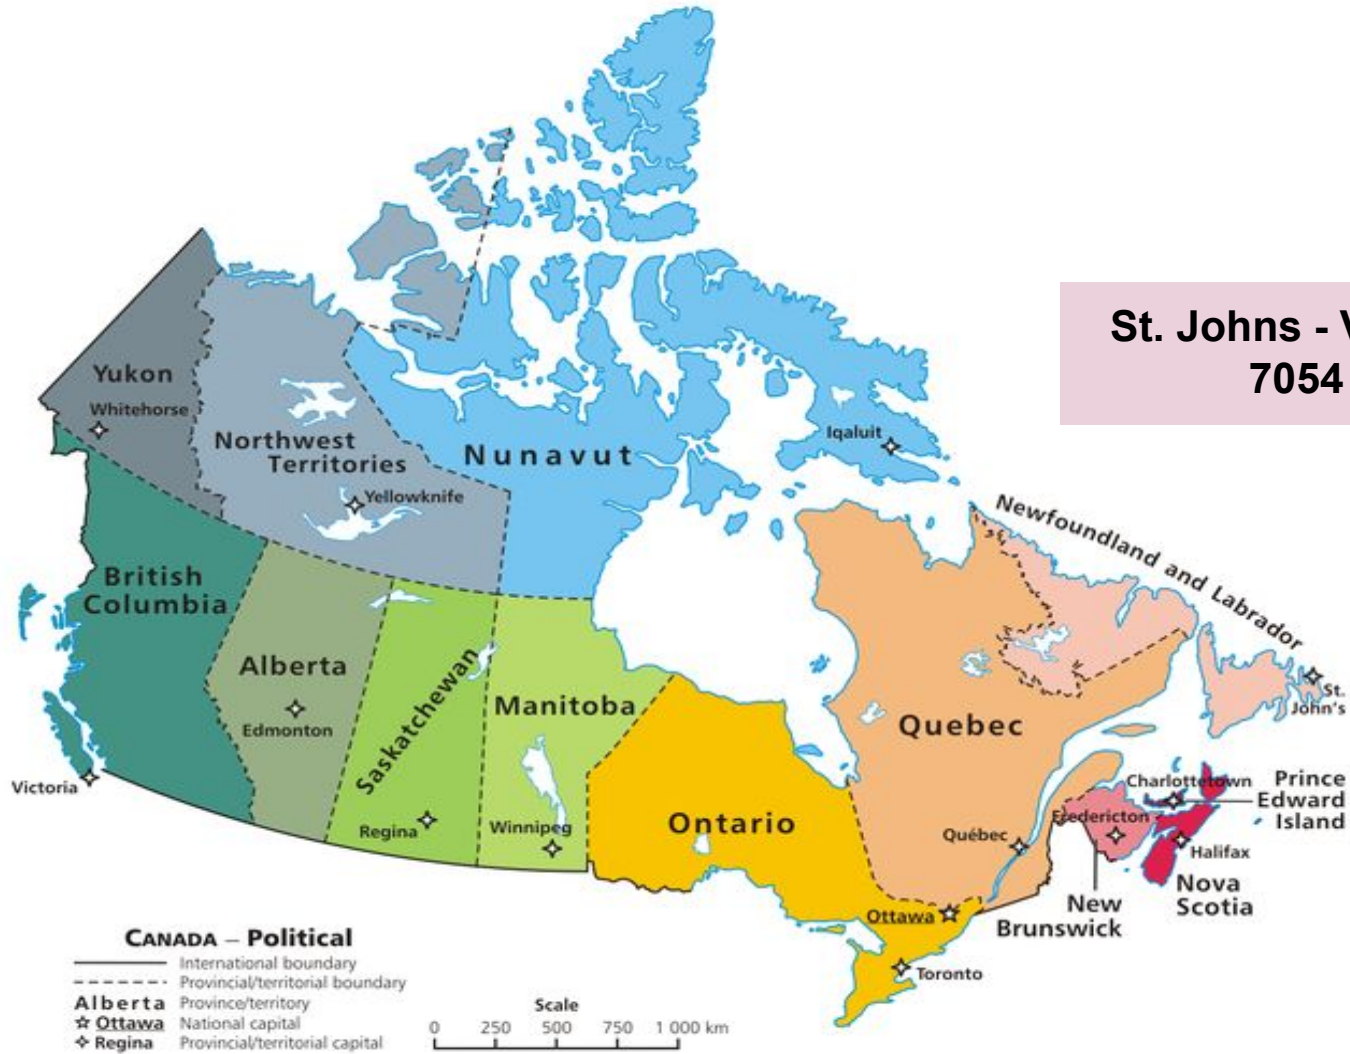 St. Johns - V
7054
Yukon
Whitehorse
Northwest
Territories
Yellowknife
Nunavut
Iqaluit
Newfoundland and Labrador
St.
John's
British
Columbia
Victoria
Alberta
Edmonton
Saskatchewan
Regina
Manitoba
Winnipeg
Ontario
Ottawa
Toronto
Quebec
Québec
Charlottetown
Prince
Edward
Island
Fredericton
Halifax
Nova
Scotia
New
Brunswick
CANADA – Political
International boundary
Provincial/territorial boundary
Alberta Province/territory
Ottawa National capital
Regina Provincial/territorial capital
Scale
0 250 500 750 1 000 km